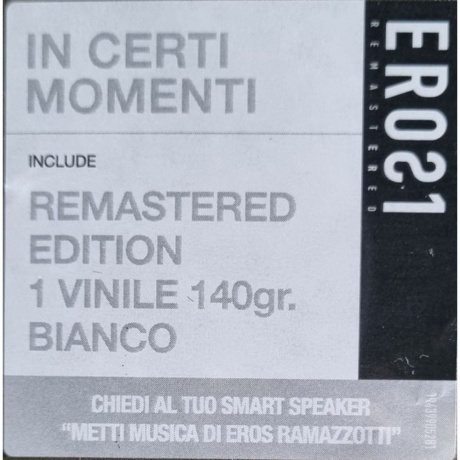 IN CERTI
MOMENTI
INCLUDE
REMASTERED
EDITION
1 VINILE 140gr.
BIANCO
CHIEDI AL TUO SMART SPEAKER
“METTI MUSICA DI EROS RAMAZZOTTI”
EROS21
REMASTERED